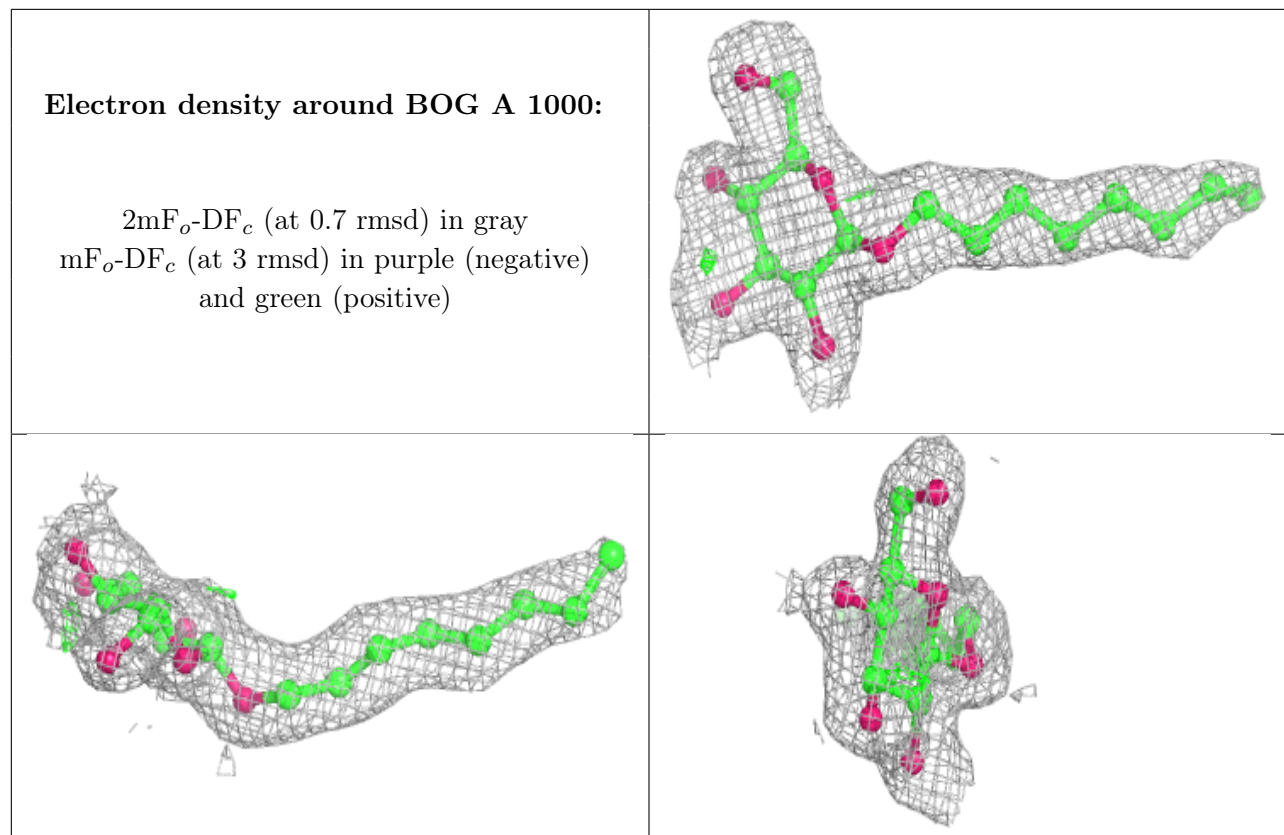 Electron density around BOG A 1000:
2mFo-DFc (at 0.7 rmsd) in gray
mFo-DFc (at 3 rmsd) in purple (negative)
and green (positive)